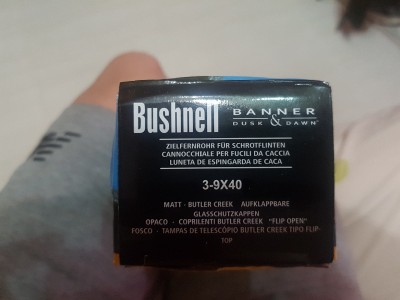 Bushnell BANNER
DUSK & DAWN
ZIELFERNROHR FÜR SCHROTFLINTEN
CANNOCCHIALE PER FUCILI DA CACCIA
LUNETA DE ESPINGARDA DE CACA
3-9X40
MATT - BUTLER CREEK AUFKLAPPBARE
GLASSCHUTZKAPPEN
OPACO - COPRILENTI BUTLER CREEK "FLIP OPEN"
FOSCO - TAMPAS DE TELESCÓPIO BUTLER CREEK TIPO FLIP-
TOP